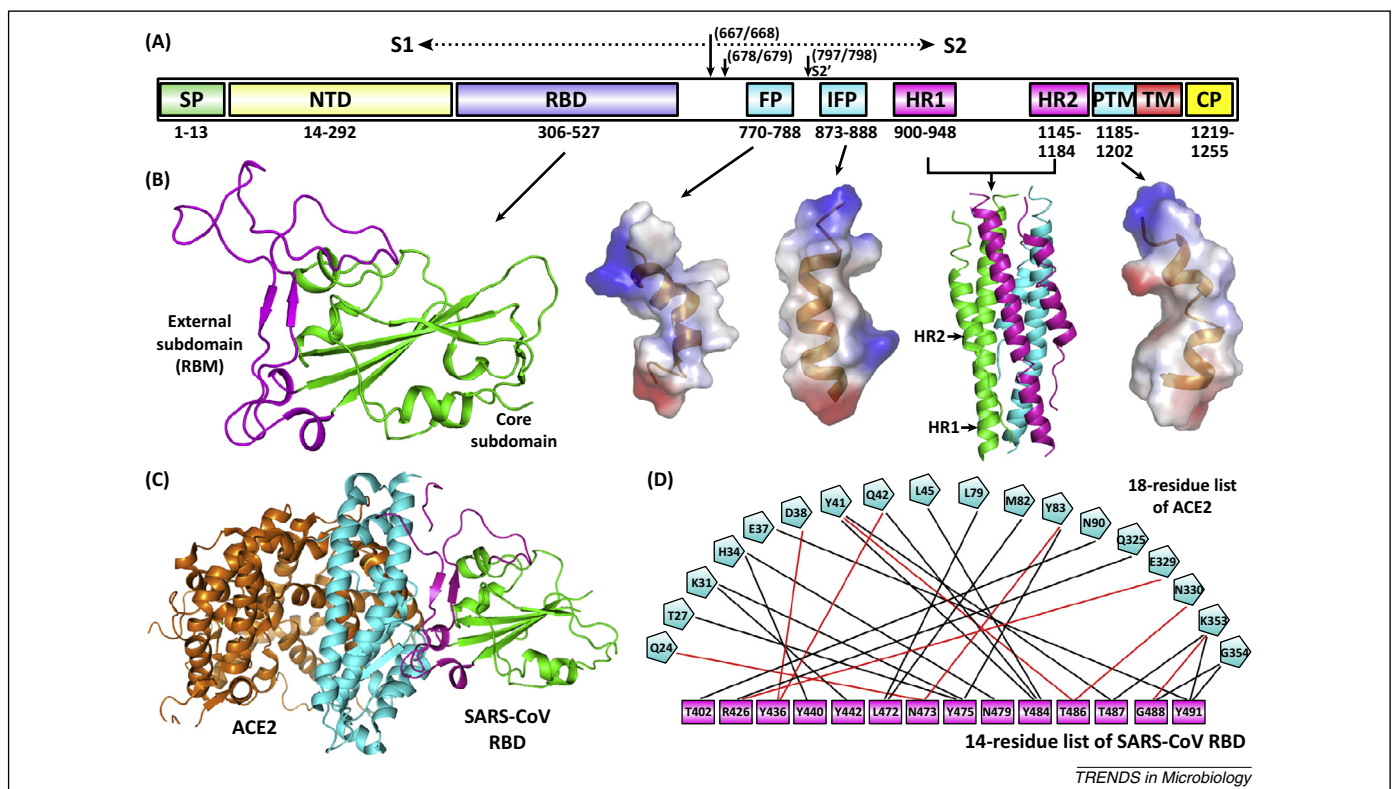 (A)
S1
(667/668)
S2
(678/679)
(797/798)
S2'
SP
NTD
RBD
FP
IFP
HR1
HR2
PTM
TM
CP
1-13
14-292
306-527
770-788
873-888
900-948
1145-
1184
1185-
1202
1219-
1255
(B)
External
subdomain
(RBM)
Core
subdomain
HR2
HR1
(C)
ACE2
SARS-CoV
RBD
(D)
18-residue list
of ACE2
Q24
T27
K31
H34
E37
D38
Y41
Q42
L45
L79
M82
Y83
N90
Q325
E329
N330
K353
G354
T402 R426 Y436 Y440 Y442 L472 N473 Y475 N479 Y484 T486 T487 G488 Y491
14-residue list of SARS-CoV RBD
TRENDS in Microbiology